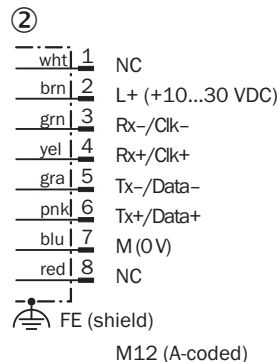 ②
wht 1 NC
brn 2 L+ (+10...30 VDC)
grn 3 Rx–/Clk–
yel 4 Rx+/Clk+
gra 5 Tx–/Data–
pnk 6 Tx+/Data+
blu 7 M (0 V)
red 8 NC
FE (shield)
M12 (A-coded)